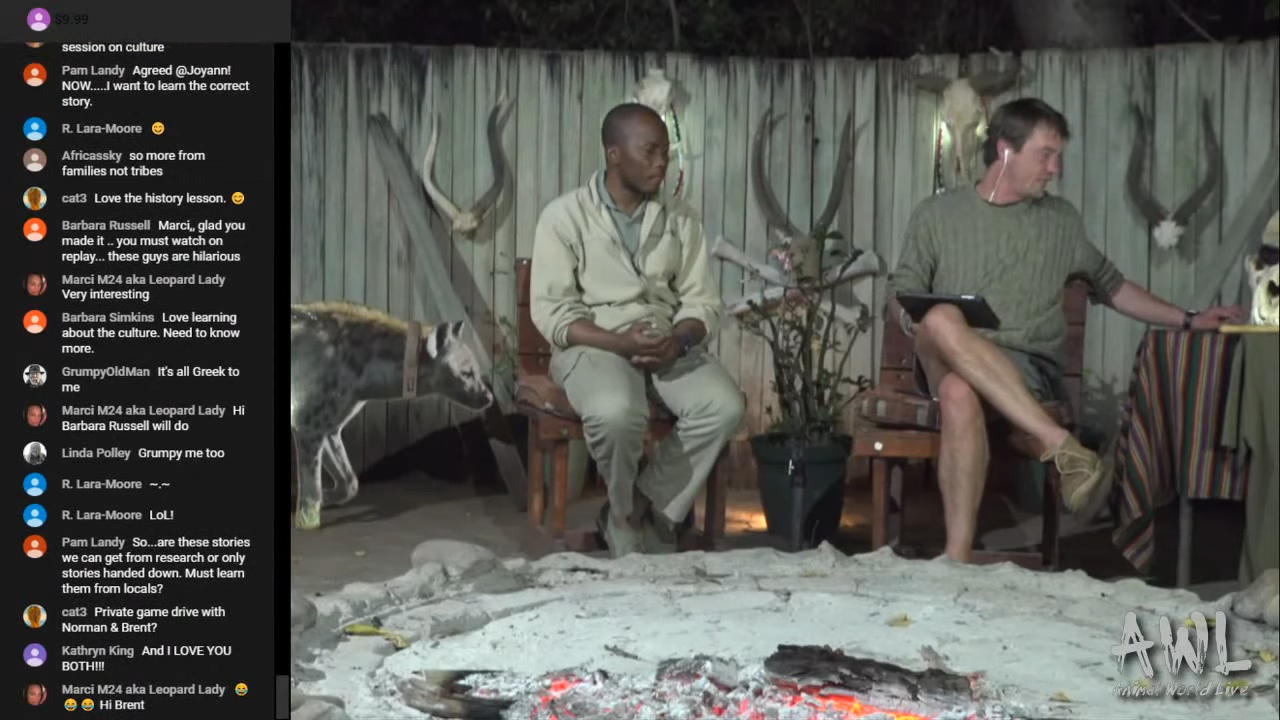 $9.99
session on culture
Pam Landy Agreed @Joyann!
NOW.....I want to learn the correct
story.
R. Lara-Moore 😊
Africassky so more from
families not tribes
cat3 Love the history lesson. 😊
Barbara Russell Marci,, glad you
made it .. you must watch on
replay... these guys are hilarious
Marci M24 aka Leopard Lady
Very interesting
Barbara Simkins Love learning
about the culture. Need to know
more.
GrumpyOldMan It's all Greek to
me
Marci M24 aka Leopard Lady Hi
Barbara Russell will do
Linda Polley Grumpy me too
R. Lara-Moore ~.~
R. Lara-Moore LoL!
Pam Landy So...are these stories
we can get from research or only
stories handed down. Must learn
them from locals?
cat3 Private game drive with
Norman & Brent?
Kathryn King And I LOVE YOU
BOTH!!!
Marci M24 aka Leopard Lady 😂
😂 😂 Hi Brent
AWL
Animal World Live